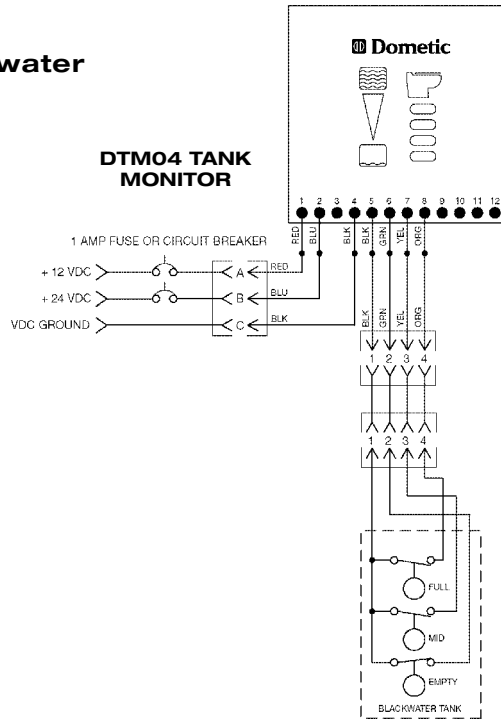 water
Dometic
DTM04 TANK
MONITOR
1 2 3 4 5 6 7 8 9 10 11 12
RED BLU BLK BLK GRN YEL ORG
1 AMP FUSE OR CIRCUIT BREAKER
+ 12 VDC A RED
+ 24 VDC B BLU
VDC GROUND C BLK
BLK GRN YEL ORG
1 2 3 4
1 2 3 4
FULL
MID
EMPTY
BLACKWATER TANK